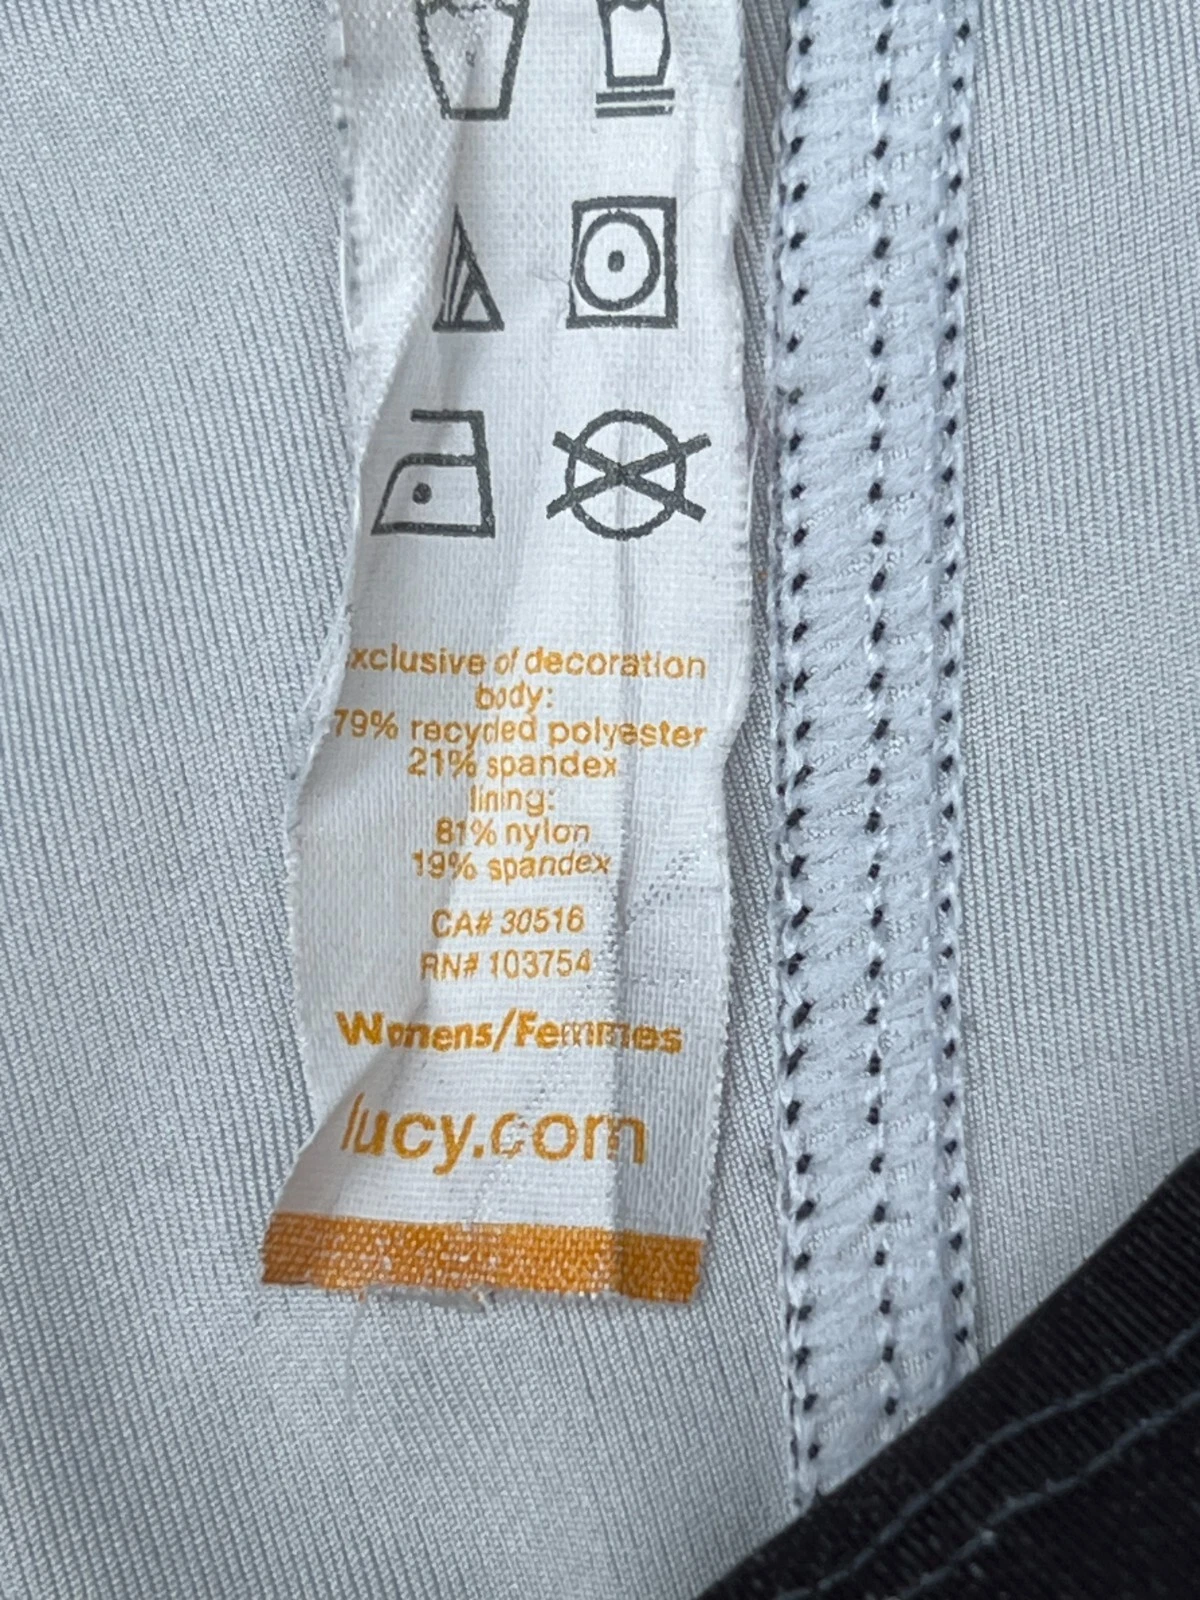 xclusive of decoration
body:
79% recycled polyester
21% spandex
lining:
81% nylon
19% spandex
CA# 30516
RN# 103754
Womens/Femmes
lucy.com